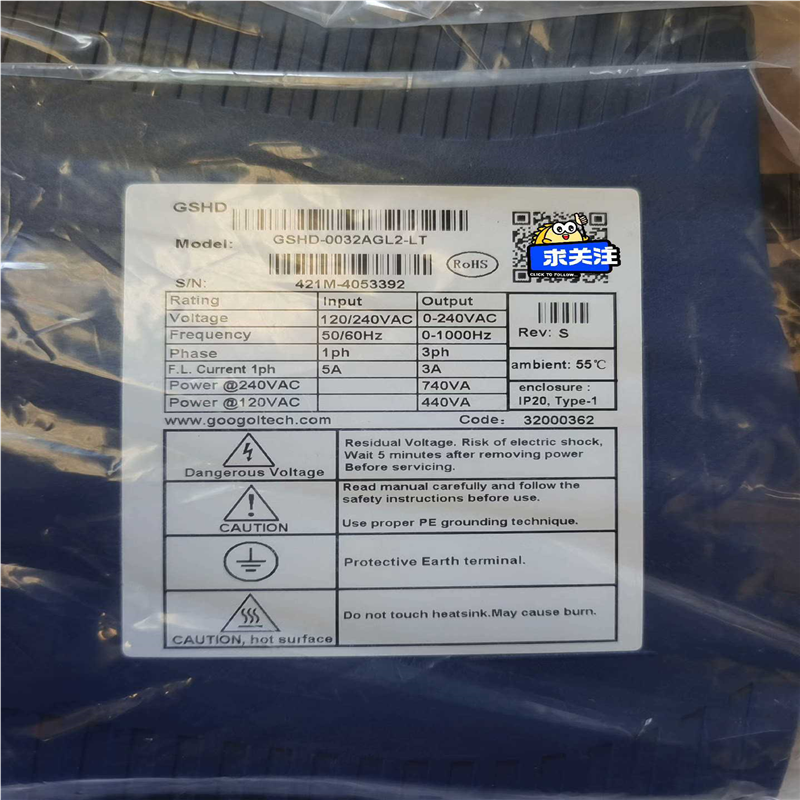 GSHD
Model: GSHD-0032AGL2-LT
RoHS
求关注
CLICK TO FOLLOW...
S/N: 421M-4053392
Rating Input Output
Voltage 120/240VAC 0-240VAC
Frequency 50/60Hz 0-1000Hz
Phase 1ph 3ph
F.L. Current 1ph 5A 3A
Power @240VAC 740VA
Power @120VAC 440VA
Rev: S
ambient: 55℃
enclosure :
IP20, Type-1
www.googoltech.com Code: 32000362
Dangerous Voltage
Residual Voltage. Risk of electric shock,
Wait 5 minutes after removing power
Before servicing.
CAUTION
Read manual carefully and follow the
safety instructions before use.
Use proper PE grounding technique.
Protective Earth terminal.
CAUTION, hot surface
Do not touch heatsink.May cause burn.